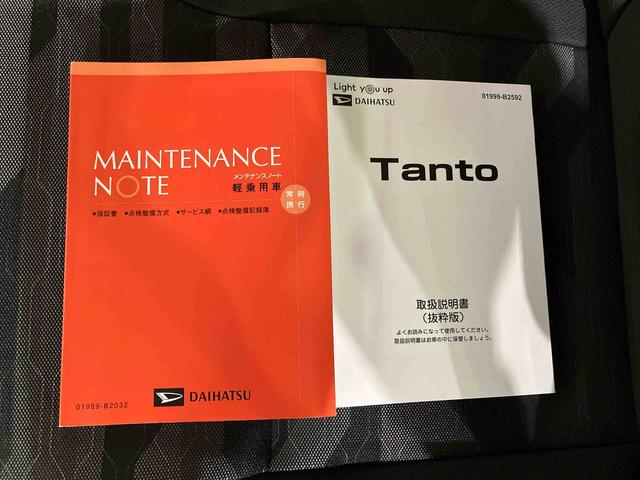 MAINTENANCE
NOTE
メンテナンスノート
軽乗用車
常時
携行
●保証書 ●点検整備方式 ●サービス網 ●点検整備記録簿
01989-B2032
DAIHATSU
Light you up
DAIHATSU
01999-B2592
Tanto
取扱説明書
(抜粋版)
よくお読みになって使用してください。
取扱説明書はお車の中に保管しましょう。